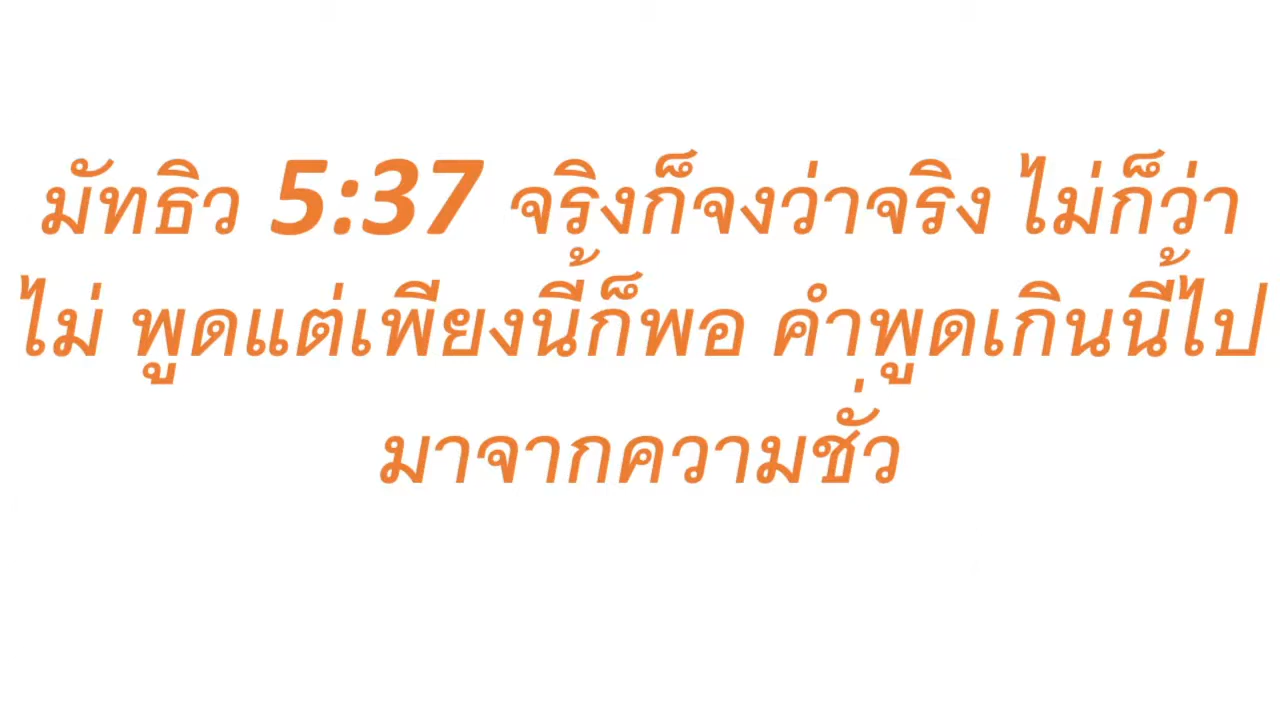 มัทธิว 5:37 จริงก็จงว่าจริง ไม่ก็ว่า
ไม่ พูดแต่เพียงนี้ก็พอ คำพูดเกินนี้ไป
มาจากความชั่ว